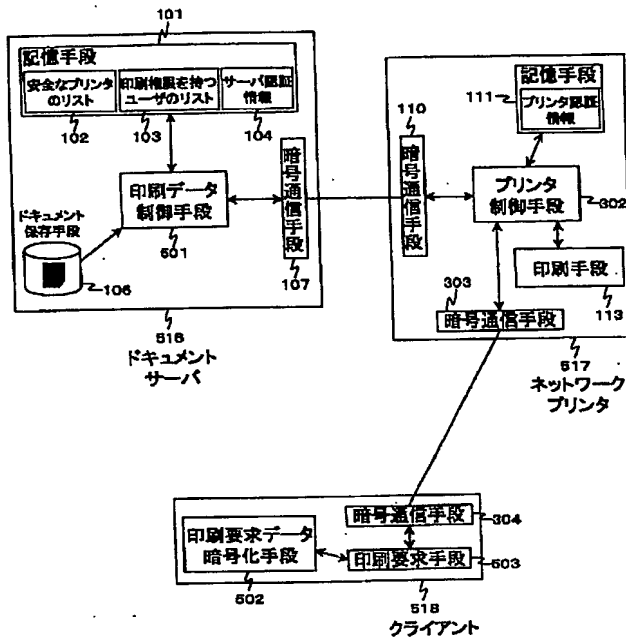 101
記憶手段
安全なプリンタ
のリスト
印刷権限を持つ
ユーザのリスト
サーバ認証
情報
102
103
104
印刷データ
制御手段
501
ドキュメント
保存手段
106
暗号通信手段
107
516
ドキュメント
サーバ
110
暗号通信手段
記憶手段
111
プリンタ認証
情報
プリンタ
制御手段
302
印刷手段
113
303
暗号通信手段
517
ネットワーク
プリンタ
暗号通信手段
304
印刷要求データ
暗号化手段
502
印刷要求手段
503
518
クライアント